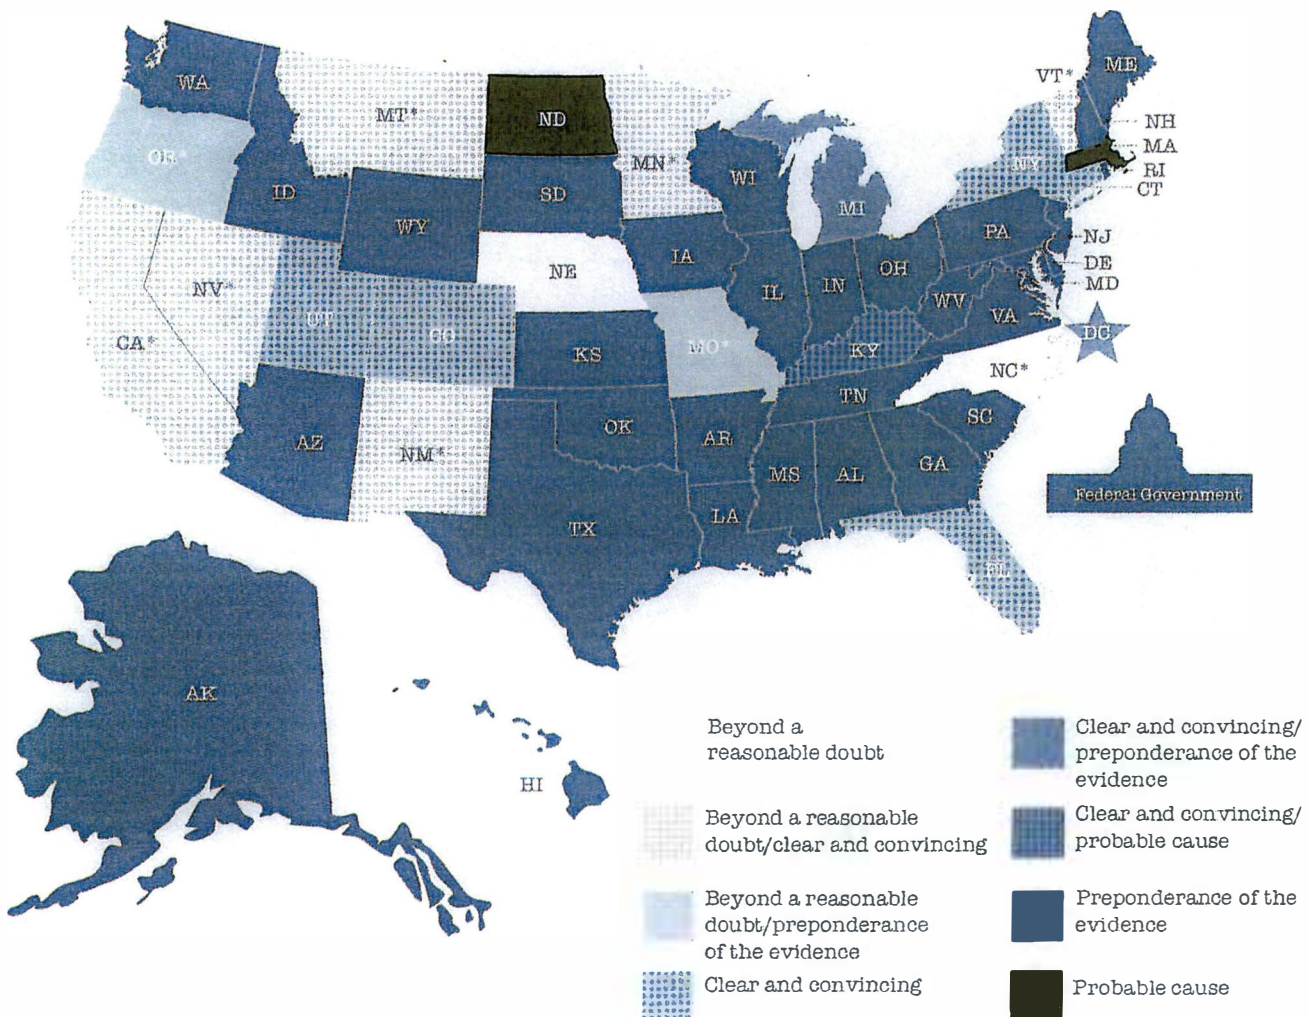 WA
MT*
ND
VT*
ME
NH
MA
RI
CT
OR*
MN*
WI
NY
ID
SD
MI
WY
IA
PA
NJ
DE
MD
NE
OH
NV*
IL
IN
WV
VA
UT
CO
DC
CA*
KS
MO*
KY
NC*
TN
AZ
NM*
OK
AR
SC
MS
AL
GA
Federal Government
LA
TX
FL
AK
HI
Beyond a
reasonable doubt
Beyond a reasonable
doubt/clear and convincing
Beyond a reasonable
doubt/preponderance
of the evidence
Clear and convincing
Clear and convincing/
preponderance of the
evidence
Clear and convincing/
probable cause
Preponderance of the
evidence
Probable cause